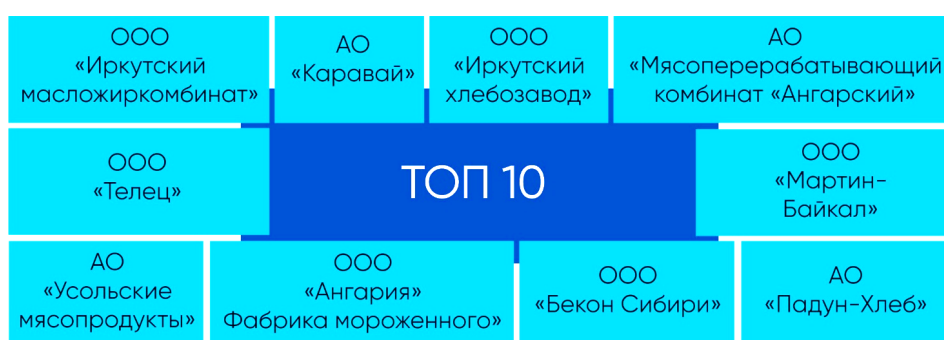 ООО
«Иркутский
масложиркомбинат»
АО
«Каравай»
ООО
«Иркутский
хлебозавод»
АО
«Мясоперерабатывающий
комбинат «Ангарский»
ООО
«Телец»
ТОП 10
ООО
«Мартин-
Байкал»
АО
«Усольские
мясопродукты»
ООО
«Ангария»
Фабрика мороженного»
ООО
«Бекон Сибири»
АО
«Падун-Хлеб»